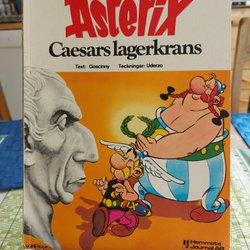 Asterix
Caesars lagerkrans
Text: Goscinny Teckningar: Uderzo
Hemmets
Journal AB